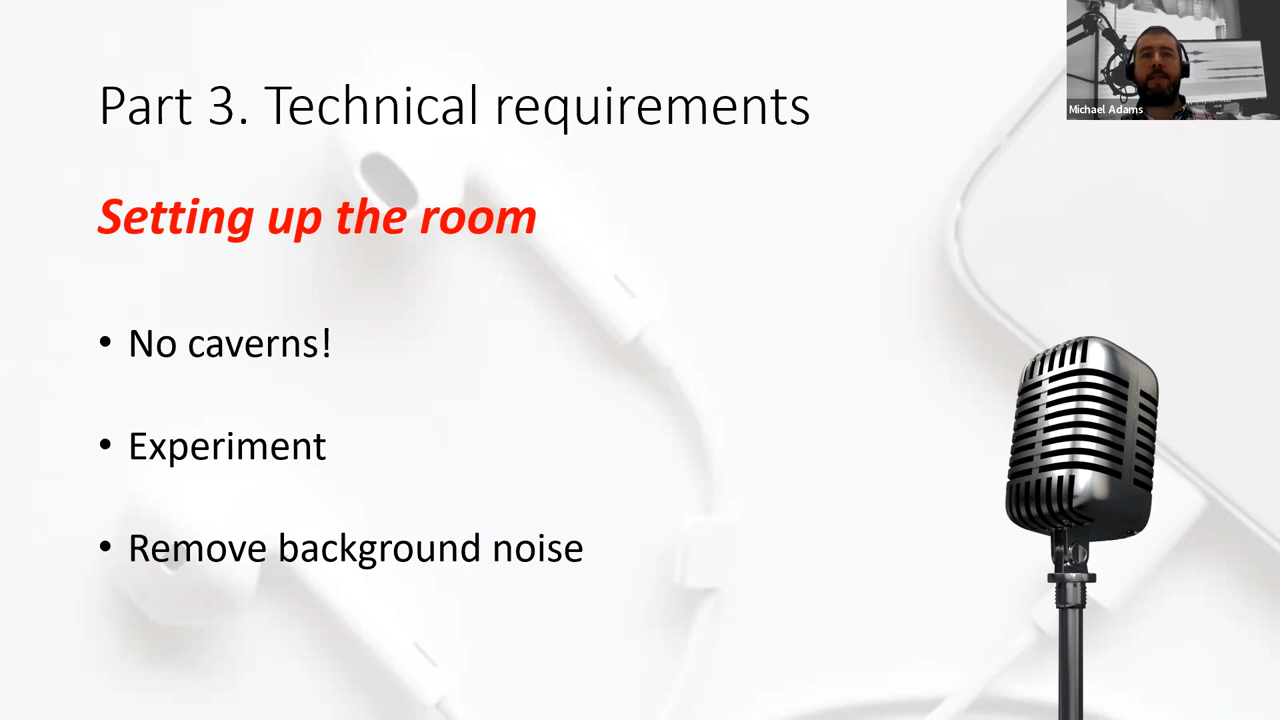 Part 3. Technical requirements
Michael Adams
Setting up the room
• No caverns!
• Experiment
• Remove background noise